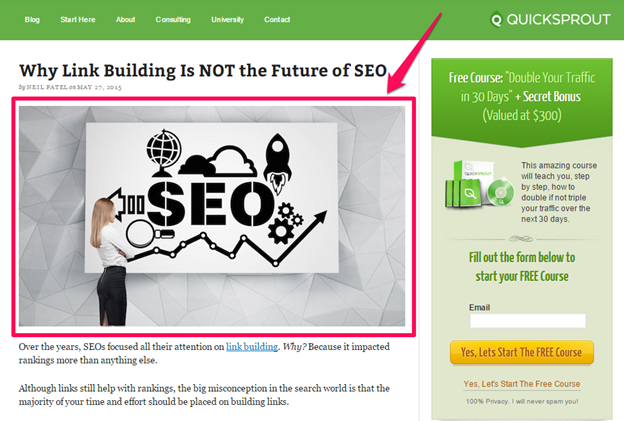 Blog Start Here About Consulting University Contact
QUICKSPROUT
Why Link Building Is NOT the Future of SEO
by NEIL PATEL on MAY 27, 2015
SEO
Over the years, SEOs focused all their attention on link building. Why? Because it impacted
rankings more than anything else.
Although links still help with rankings, the big misconception in the search world is that the
majority of your time and effort should be placed on building links.
Free Course: "Double Your Traffic
in 30 Days" + Secret Bonus
(Valued at $300)
QUICKSPROUT
This amazing course
will teach you, step
by step, how to
double if not triple
your traffic over the
next 30 days.
Fill out the form below to
start your FREE Course
Email
Yes, Lets Start The FREE Course
Yes, Let's Start The Free Course
100% Privacy. I will never spam you!